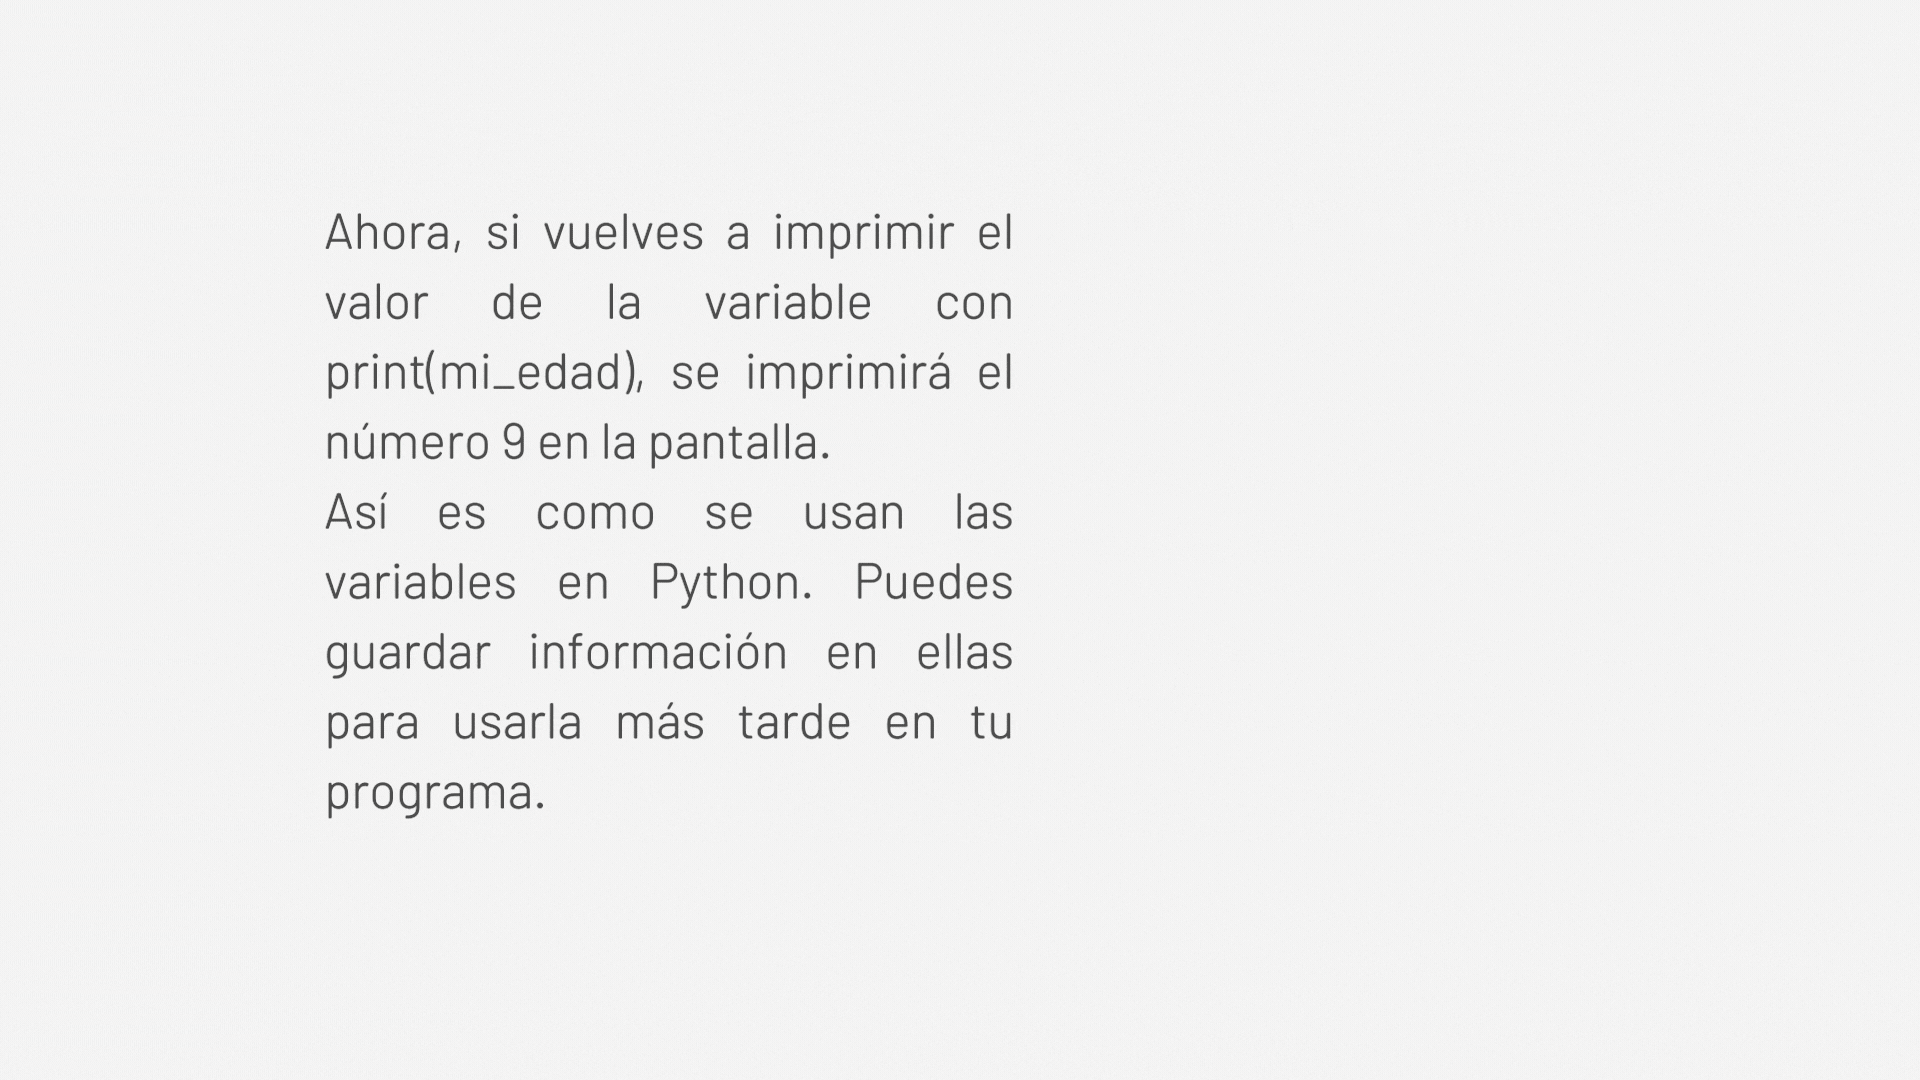 Ahora, si vuelves a imprimir el
valor de la variable con
print(mi_edad), se imprimirá el
número 9 en la pantalla.
Así es como se usan las
variables en Python. Puedes
guardar información en ellas
para usarla más tarde en tu
programa.